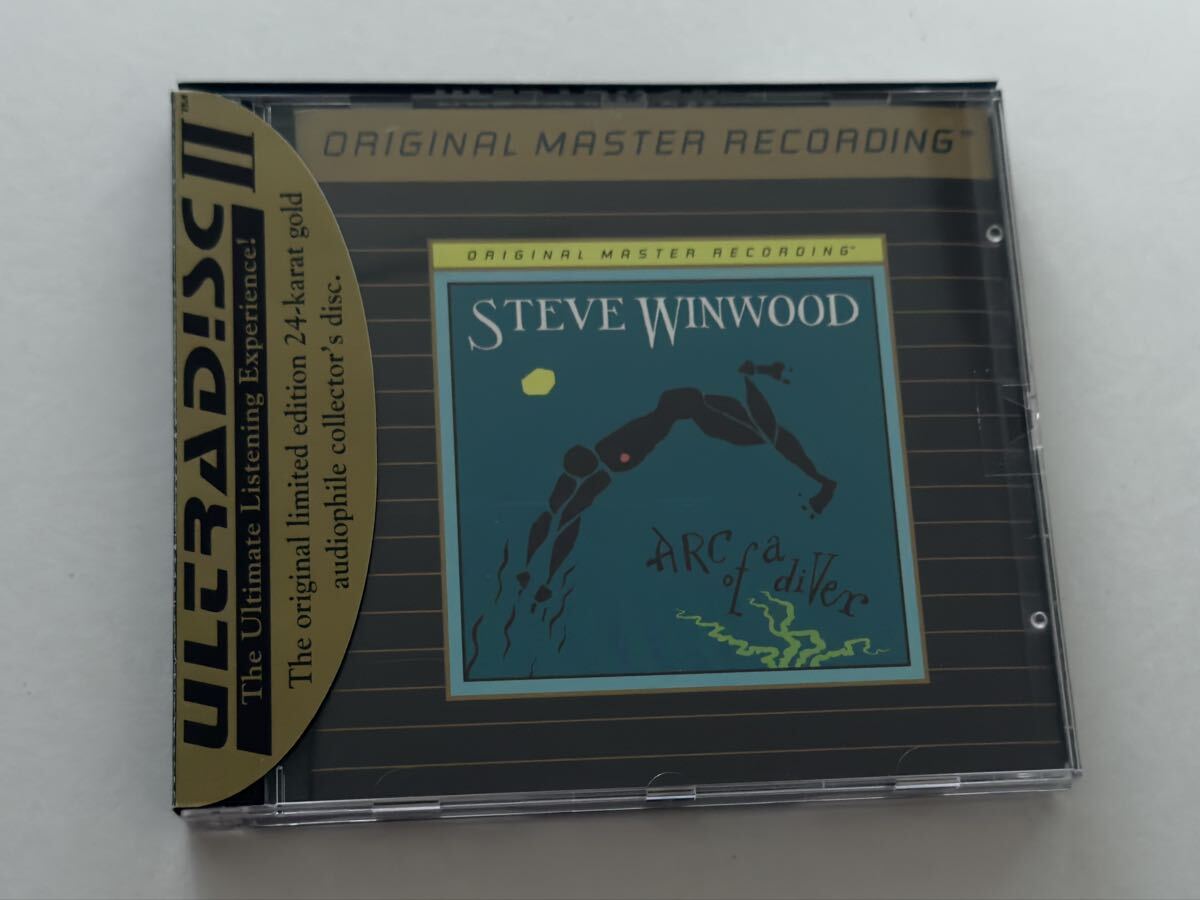 ORIGINAL MASTER RECORDING™
ULTRADISC II™
The Ultimate Listening Experience!
The original limited edition 24-karat gold
audiophile collector's disc.
ORIGINAL MASTER RECORDING™
STEVE WINWOOD
ARC of a diver